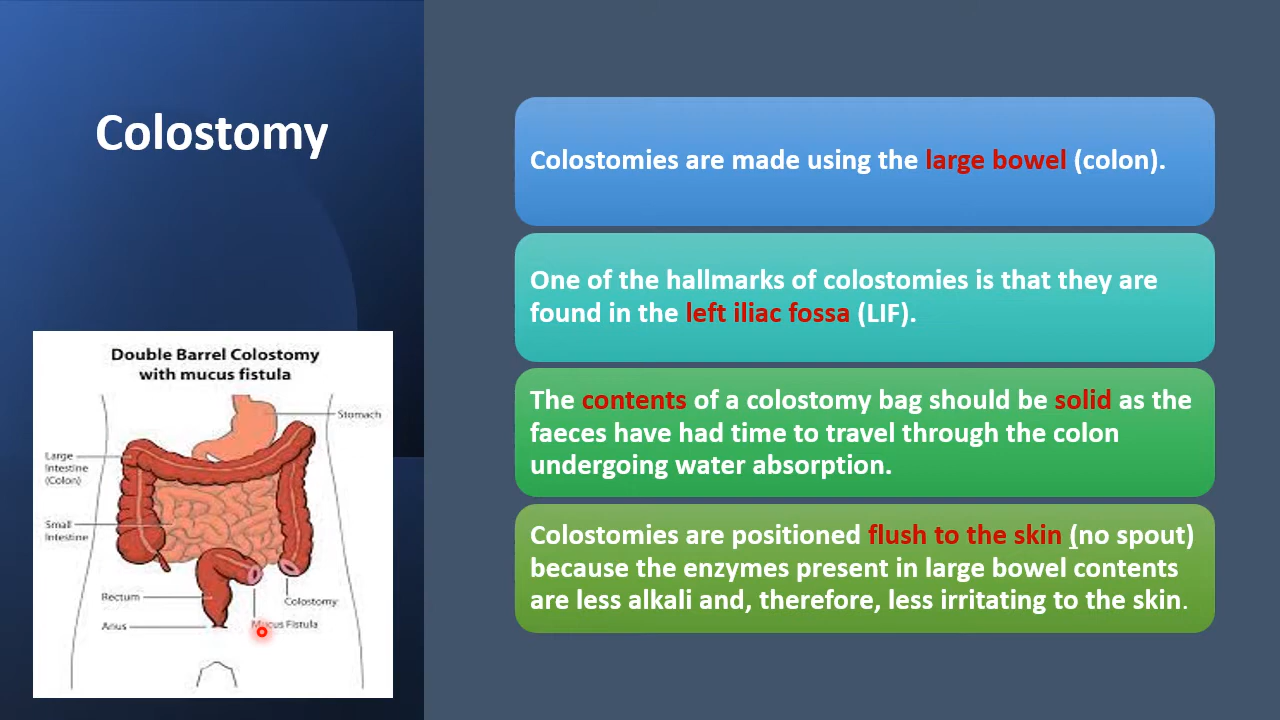 Colostomy
Double Barrel Colostomy
with mucus fistula
Stomach
Large
Intestine
(Colon)
Small
Intestine
Rectum
Anus
Colostomy
Mucus Fistula
Colostomies are made using the large bowel (colon).
One of the hallmarks of colostomies is that they are
found in the left iliac fossa (LIF).
The contents of a colostomy bag should be solid as the
faeces have had time to travel through the colon
undergoing water absorption.
Colostomies are positioned flush to the skin (no spout)
because the enzymes present in large bowel contents
are less alkali and, therefore, less irritating to the skin.